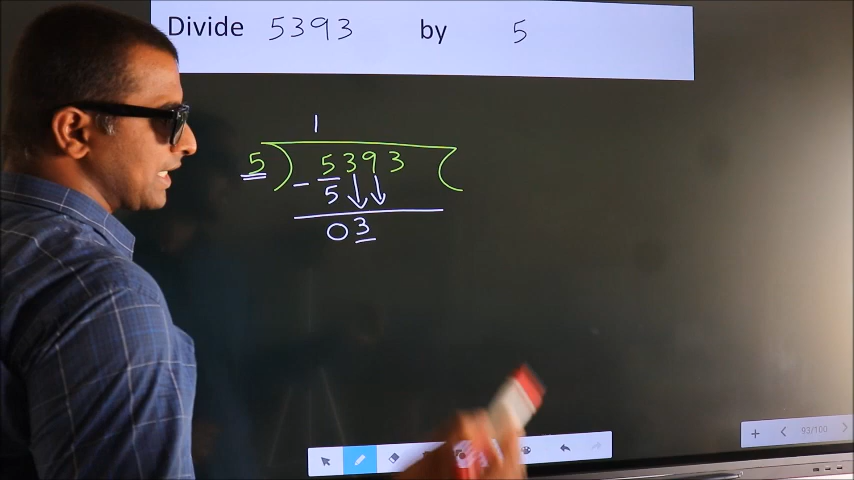 Divide 5393 by 5
1
5 ) 5393 (
- 5
03
+ < 93/100 >